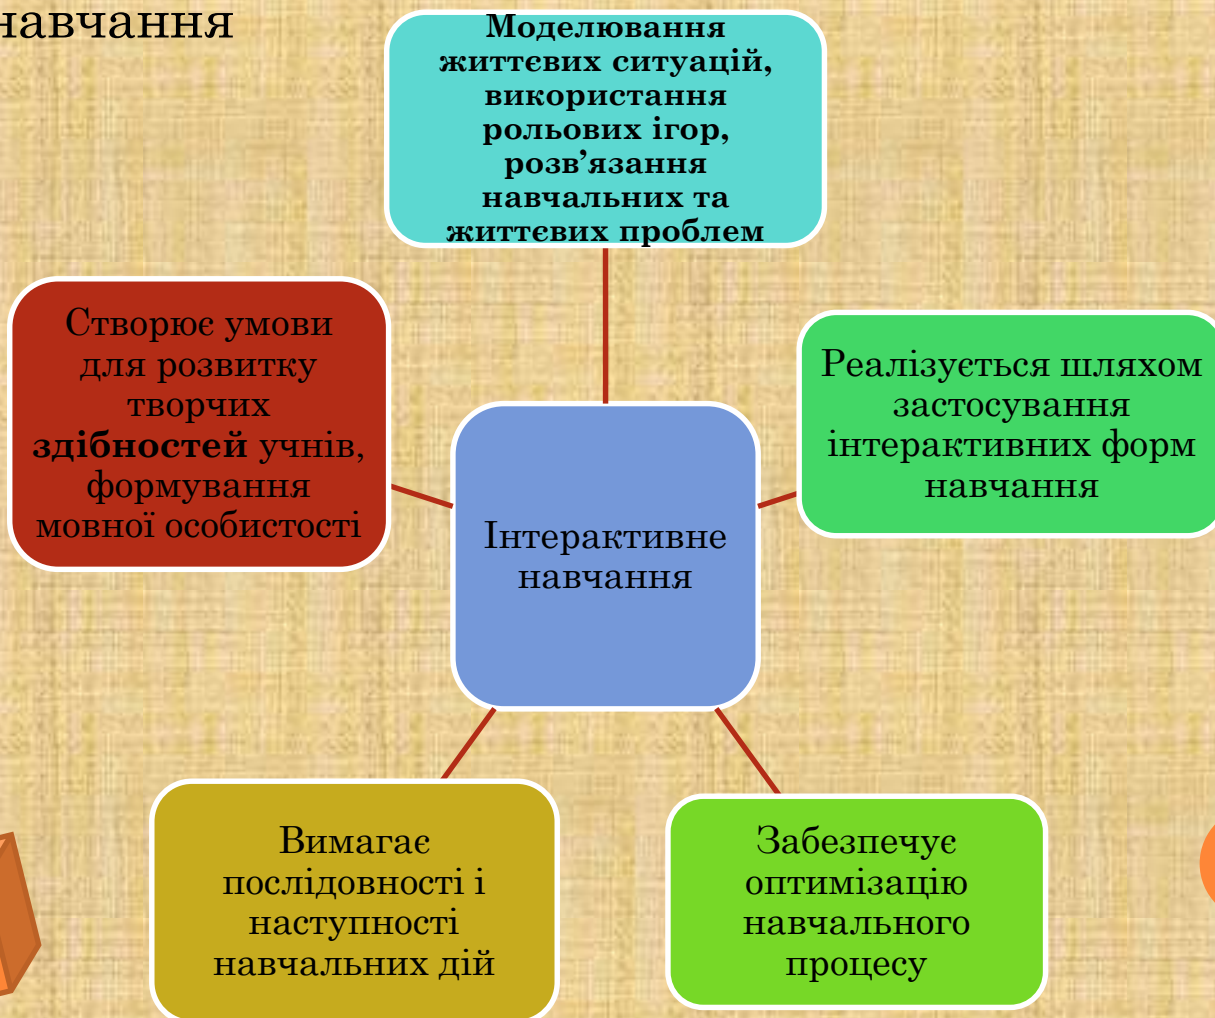 навчання
Моделювання
життєвих ситуацій,
використання
рольових ігор,
розв’язання
навчальних та
життєвих проблем
Створює умови
для розвитку
творчих
здібностей учнів,
формування
мовної особистості
Реалізується шляхом
застосування
інтерактивних форм
навчання
Інтерактивне
навчання
Вимагає
послідовності і
наступності
навчальних дій
Забезпечує
оптимізацію
навчального
процесу